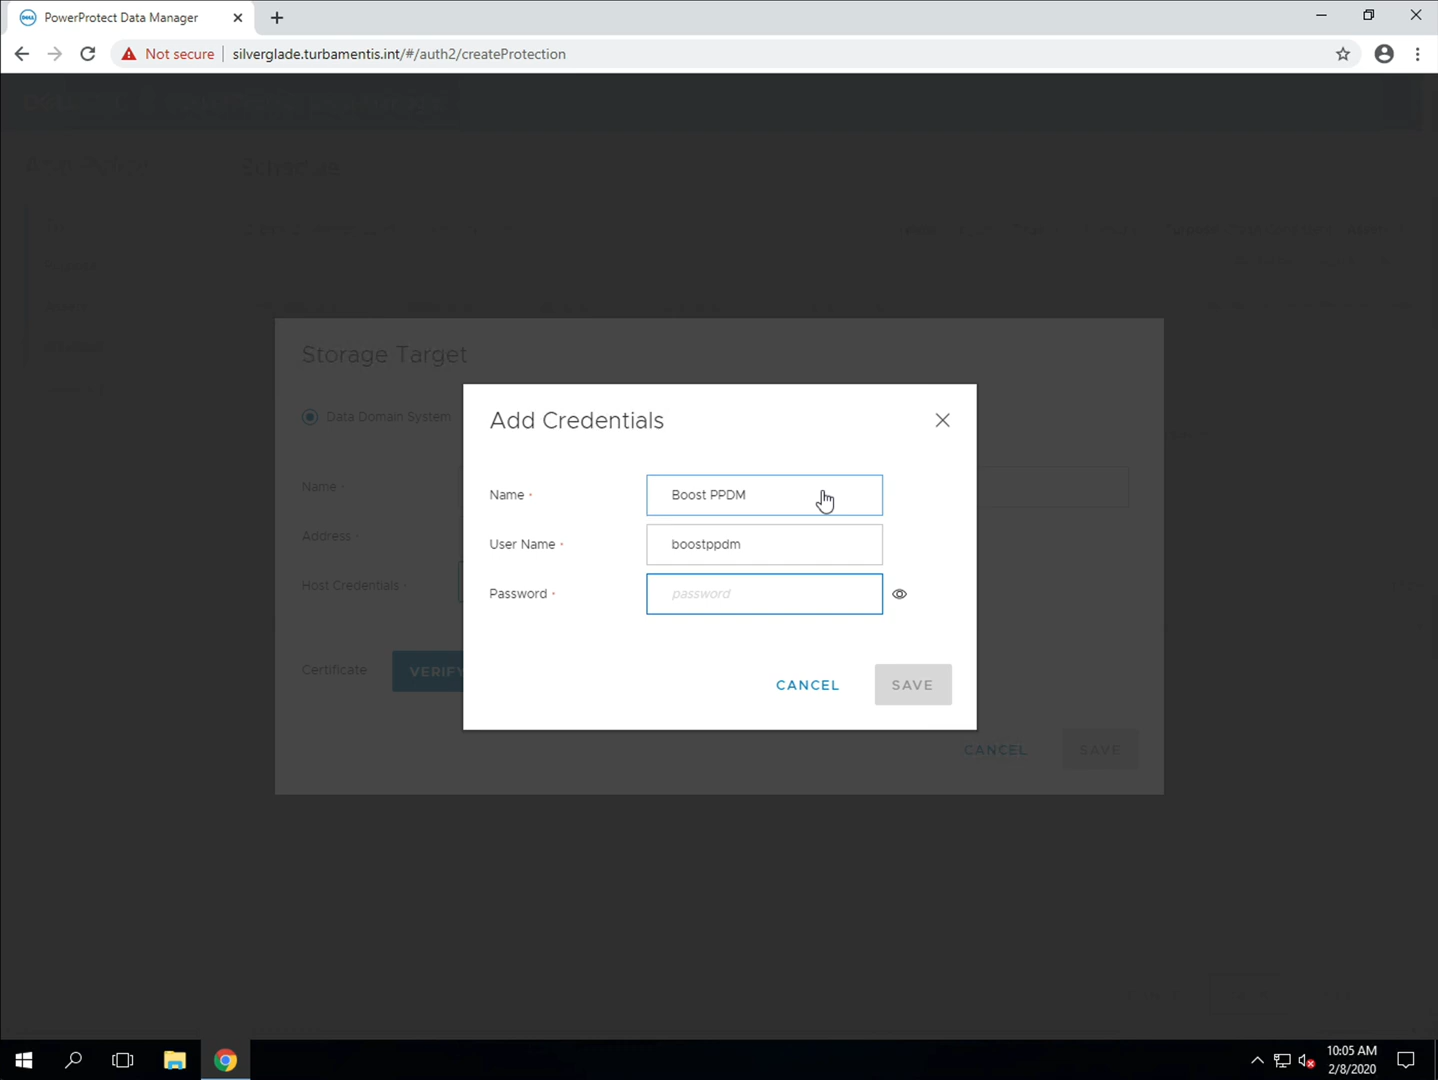 PowerProtect Data Manager
Not secure
silverglade.turbamentis.int/#/auth2/createProtection
Schedule
Storage Target
Data Domain System
Name
Address
Host Credentials
Certificate
VERIFY
CANCEL
SAVE
Add Credentials
Name
Boost PPDM
User Name
boostppdm
Password
password
CANCEL
SAVE
10:05 AM
2/8/2020